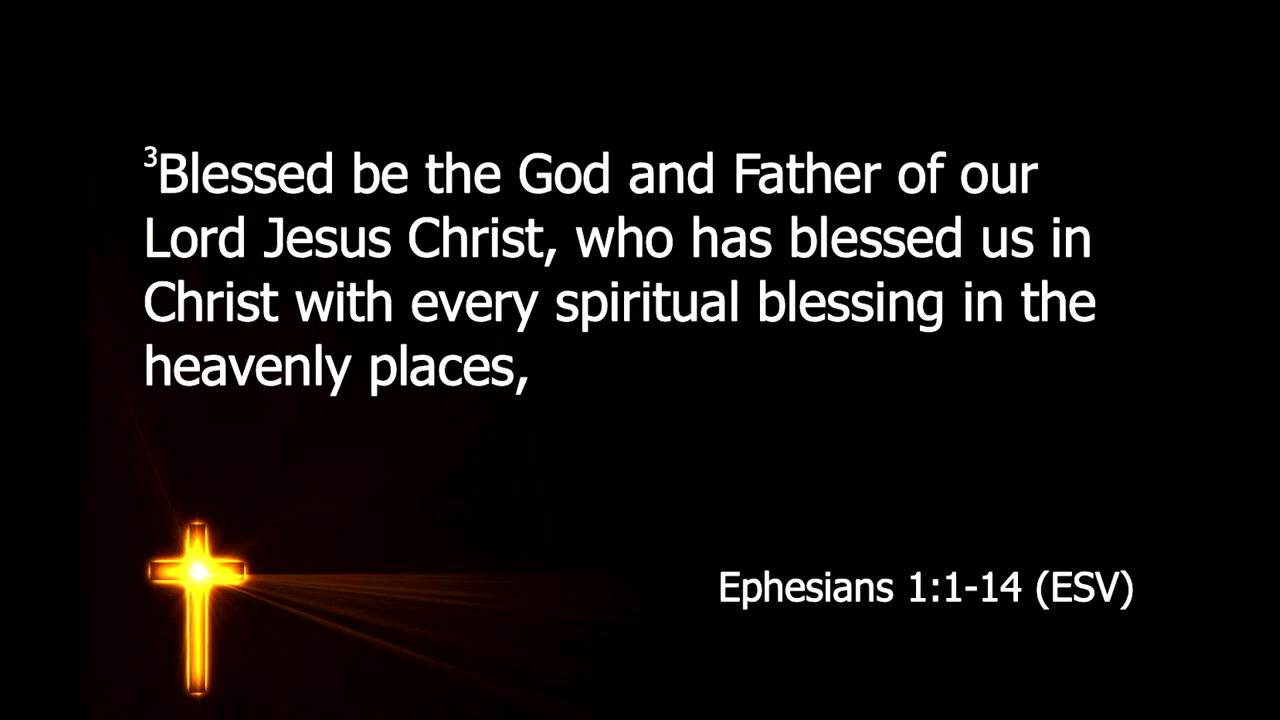 ³Blessed be the God and Father of our
Lord Jesus Christ, who has blessed us in
Christ with every spiritual blessing in the
heavenly places,
Ephesians 1:1-14 (ESV)